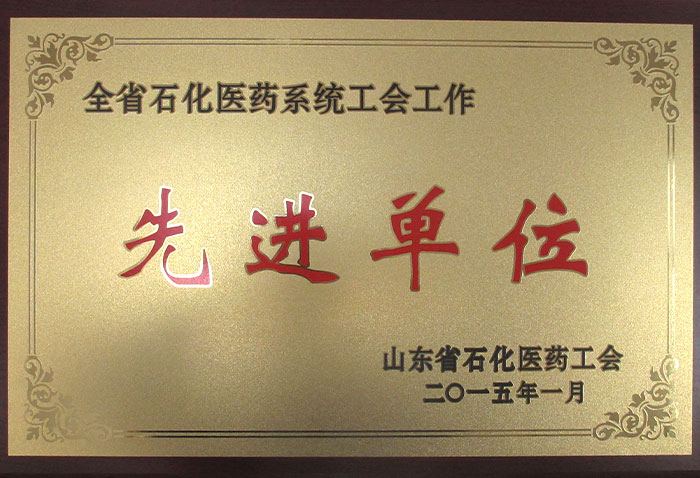 全省石化医药系统工会工作
先进单位
山东省石化医药工会
二〇一五年一月